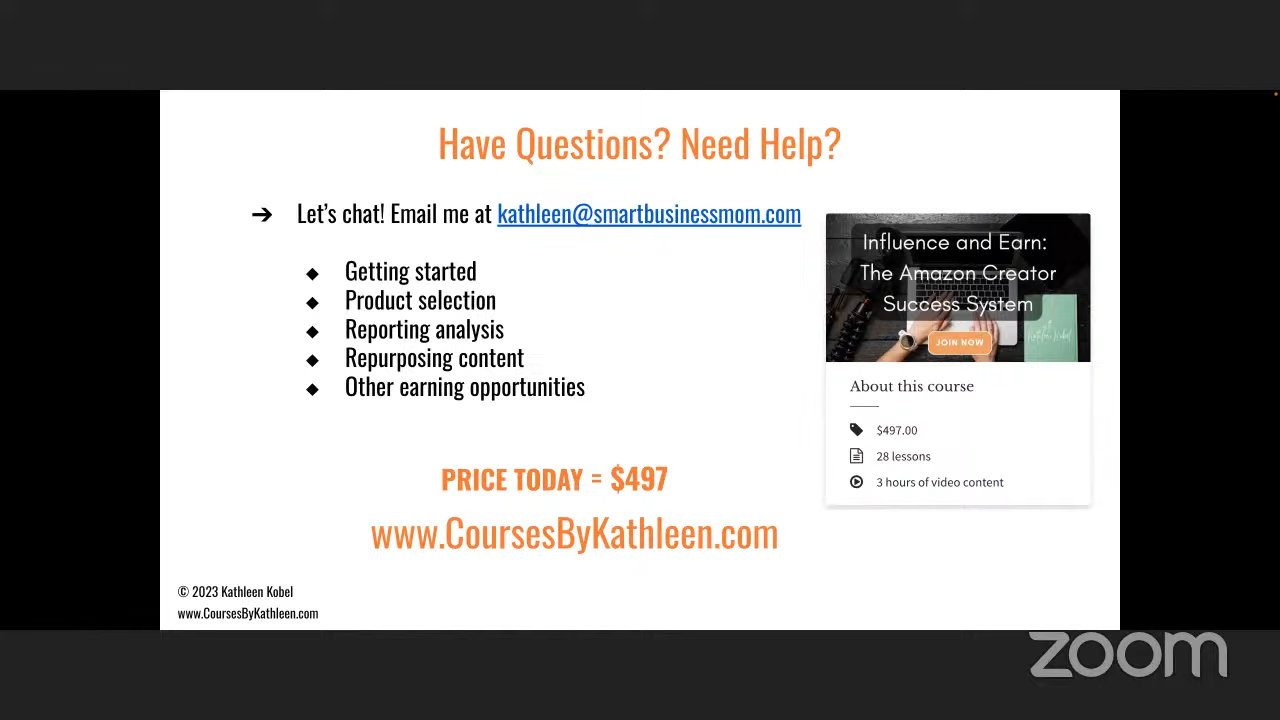 Have Questions? Need Help?
➔ Let's chat! Email me at kathleen@smartbusinessmom.com
◆ Getting started
◆ Product selection
◆ Reporting analysis
◆ Repurposing content
◆ Other earning opportunities
Influence and Earn:
The Amazon Creator
Success System
JOIN NOW
Kathleen Kobel
About this course
$497.00
28 lessons
3 hours of video content
PRICE TODAY = $497
www.CoursesByKathleen.com
© 2023 Kathleen Kobel
www.CoursesByKathleen.com
zoom